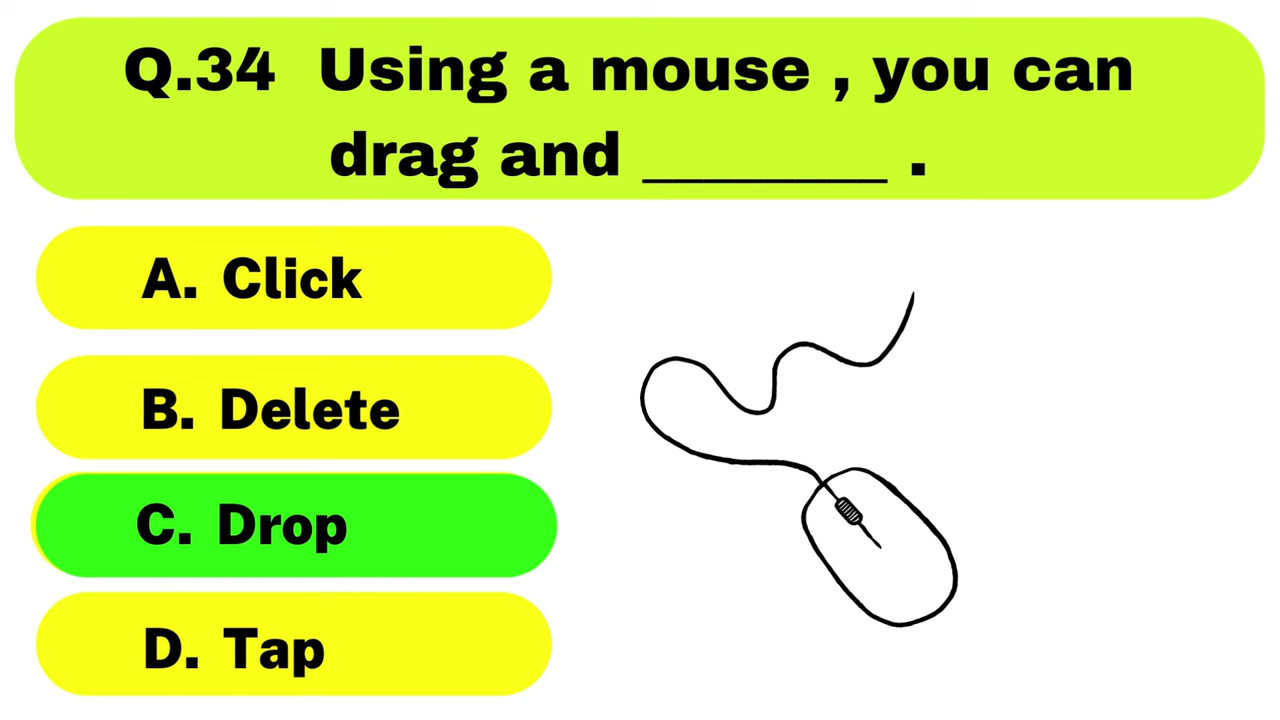 Q.34 Using a mouse , you can
drag and ________ .
A. Click
B. Delete
C. Drop
D. Tap